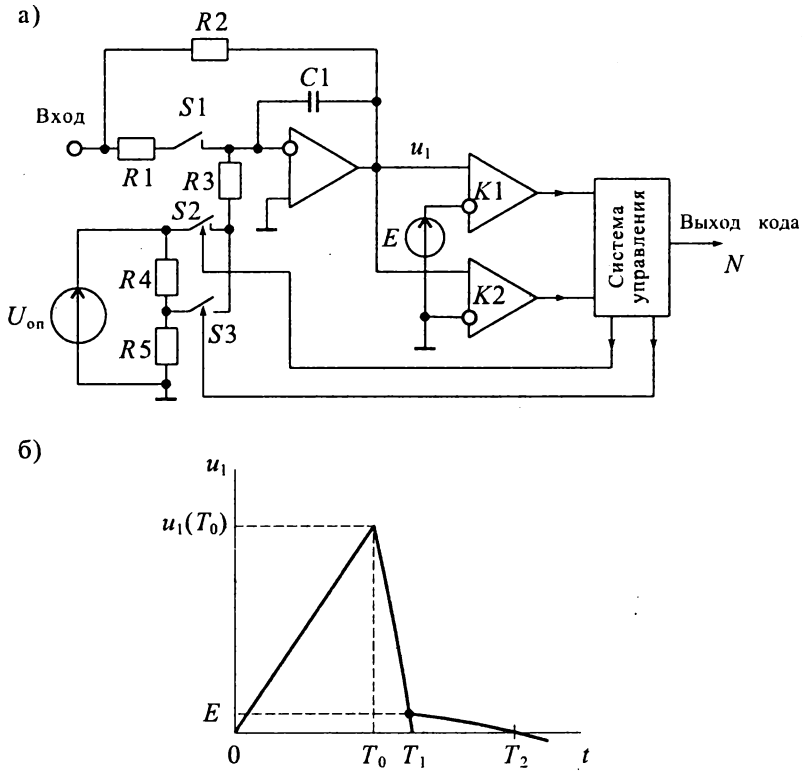 а)
R2
C1
Вход
S1
u₁
R1
R3
K1
S2
E
Система управления
Выход кода
N
R4
K2
Uоп
S3
R5
б)
u₁
u₁(T₀)
E
0
T₀
T₁
T₂
t